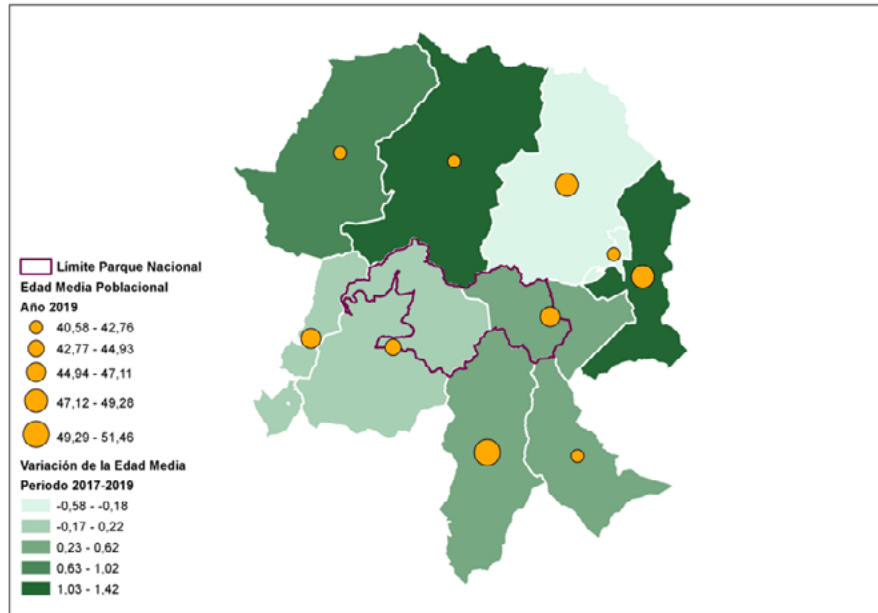 Límite Parque Nacional
Edad Media Poblacional
Año 2019
40,58 - 42,76
42,77 - 44,93
44,94 - 47,11
47,12 - 49,28
49,29 - 51,46
Variación de la Edad Media
Periodo 2017-2019
-0,58 - -0,18
-0,17 - 0,22
0,23 - 0,62
0,63 - 1,02
1,03 - 1,42